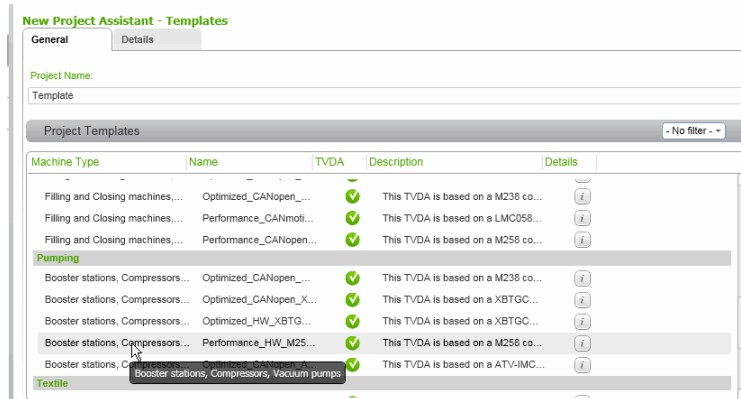 New Project Assistant - Templates
General Details
Project Name:
Template
Project Templates - No filter -
Machine Type Name TVDA Description Details
Filling and Closing machines,... Optimized_CANopen_... This TVDA is based on a M238 co... i
Filling and Closing machines,... Performance_CANmoti... This TVDA is based on a LMC058... i
Filling and Closing machines,... Performance_CANopen... This TVDA is based on a M258 co... i
Pumping
Booster stations, Compressors... Optimized_CANopen_... This TVDA is based on a M238 co... i
Booster stations, Compressors... Optimized_CANopen_X... This TVDA is based on a XBTGC... i
Booster stations, Compressors... Optimized_HW_XBTG... This TVDA is based on a XBTGC... i
Booster stations, Compressors... Performance_HW_M25... This TVDA is based on a M258 co... i
Booster stations, Compressors... Optimized_CANopen_A... This TVDA is based on a ATV-IMC... i
Booster stations, Compressors, Vacuum pumps
Textile